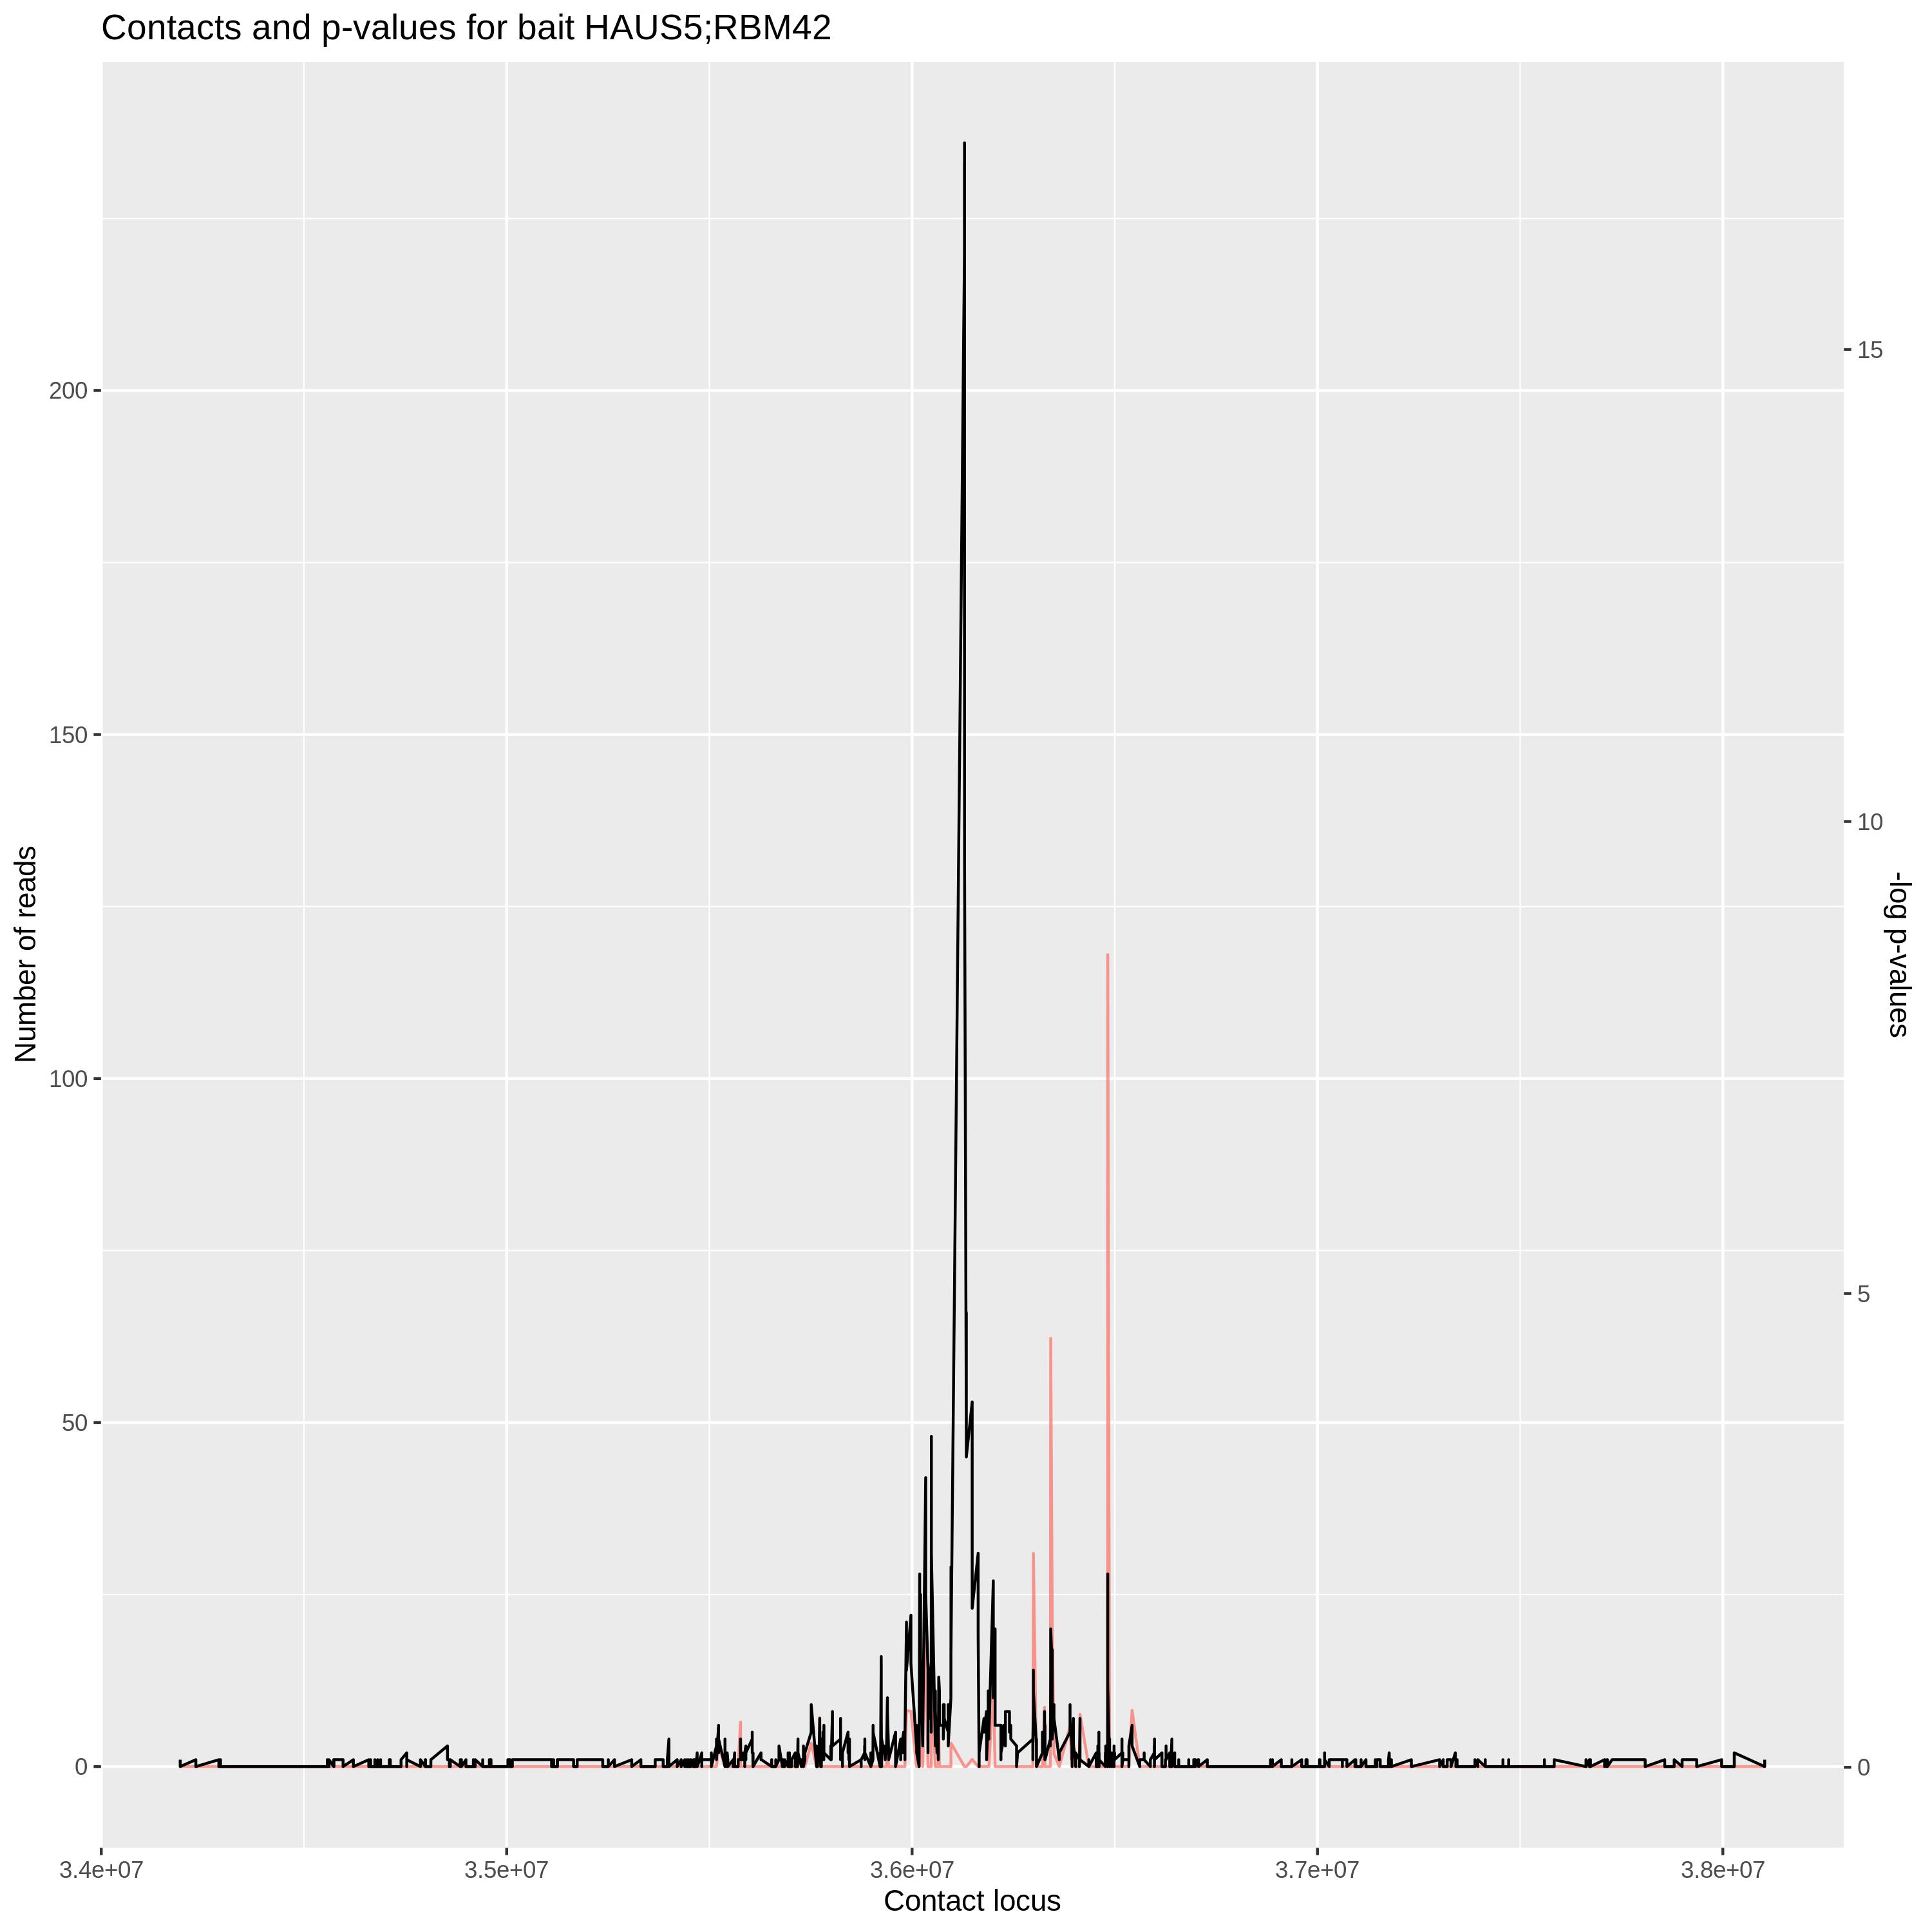 Contacts and p-values for bait HAUS5;RBM42
200
150
100
50
0
Number of reads
15
10
5
0
-log p-values
3.4e+07 3.5e+07 3.6e+07 3.7e+07 3.8e+07
Contact locus